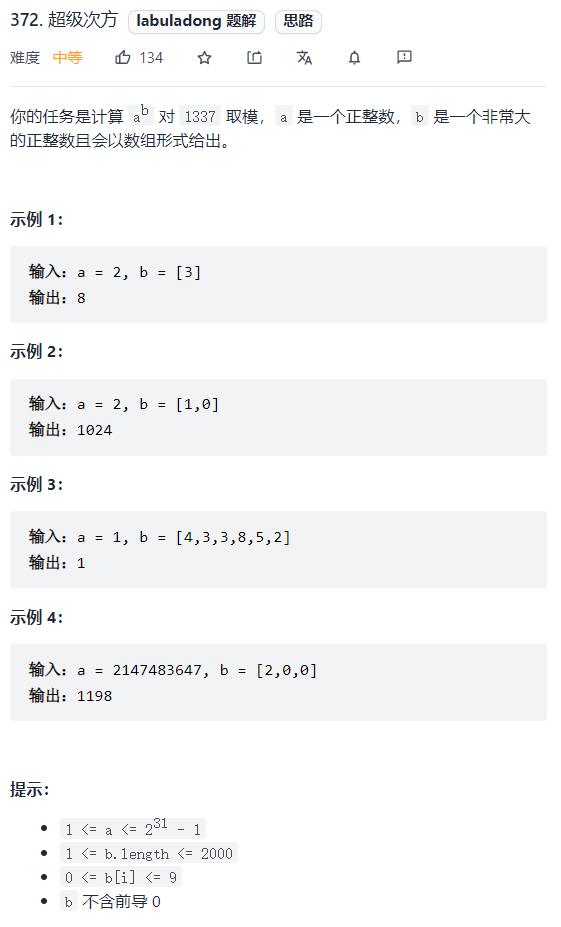 372. 超级次方 labuladong 题解 思路
难度 中等 134
你的任务是计算 a^b 对 1337 取模，a 是一个正整数，b 是一个非常大
的正整数且会以数组形式给出。
示例 1：
输入：a = 2, b = [3]
输出：8
示例 2：
输入：a = 2, b = [1,0]
输出：1024
示例 3：
输入：a = 1, b = [4,3,3,8,5,2]
输出：1
示例 4：
输入：a = 2147483647, b = [2,0,0]
输出：1198
提示：
1 <= a <= 2^31 - 1
1 <= b.length <= 2000
0 <= b[i] <= 9
b 不含前导 0